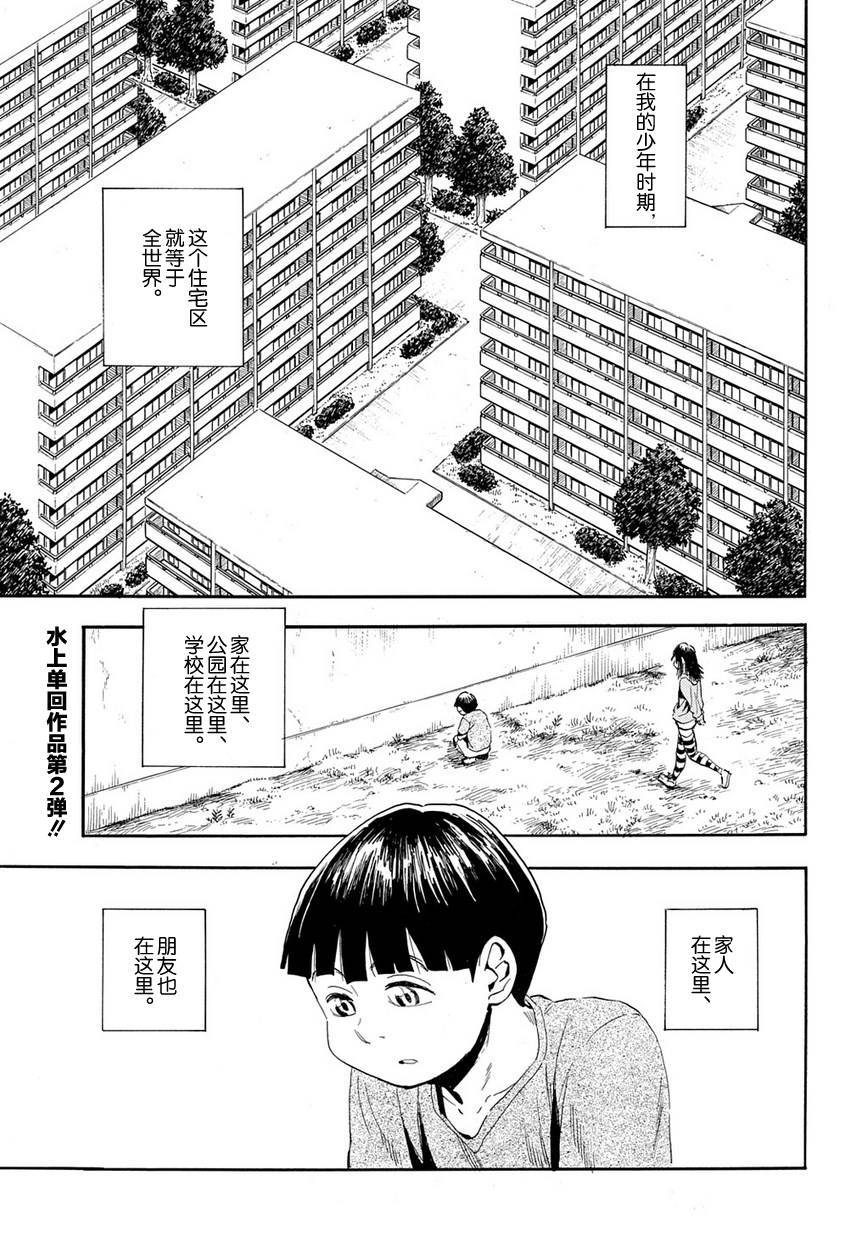 在我的少年时期，
这个住宅区
就等于
全世界。
家在这里、
公园在这里、
学校在这里。
水上单回作品第2弹!!
家人
在这里、
朋友也
在这里。